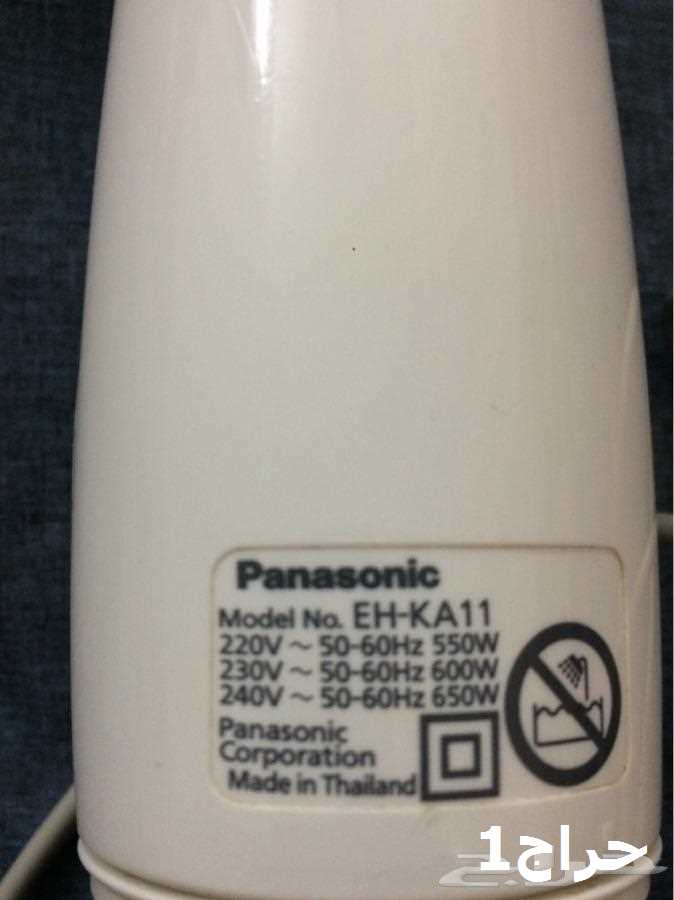 Panasonic
Model No. EH-KA11
220V ~ 50-60Hz 550W
230V ~ 50-60Hz 600W
240V ~ 50-60Hz 650W
Panasonic
Corporation
Made in Thailand
حراج1
حراج